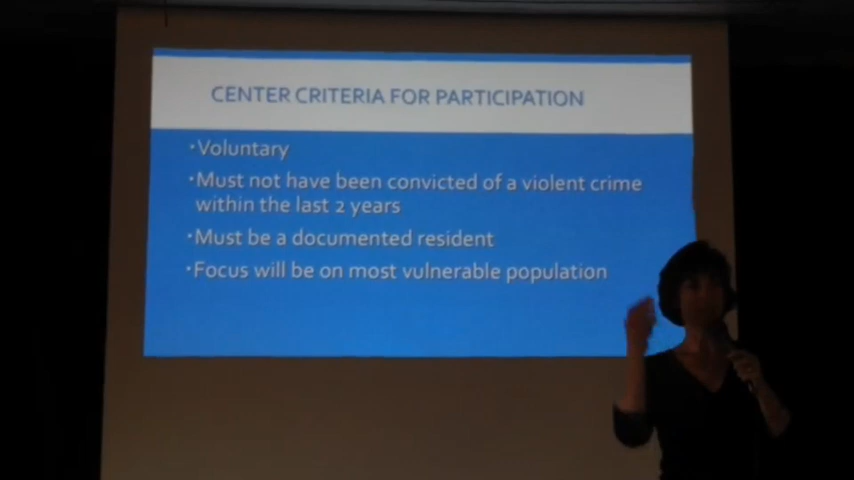 CENTER CRITERIA FOR PARTICIPATION
•Voluntary
•Must not have been convicted of a violent crime
within the last 2 years
•Must be a documented resident
•Focus will be on most vulnerable population